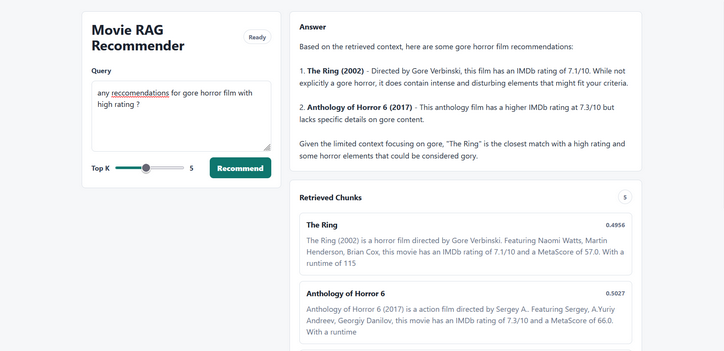 Movie RAG
Recommender
Ready
Query
any reccomendations for gore horror film with
high rating ?
Top K
5
Recommend
Answer
Based on the retrieved context, here are some gore horror film recommendations:
1. The Ring (2002) - Directed by Gore Verbinski, this film has an IMDb rating of 7.1/10. While not
explicitly a gore horror, it does contain intense and disturbing elements that might fit your criteria.
2. Anthology of Horror 6 (2017) - This anthology film has a higher IMDb rating at 7.3/10 but
lacks specific details on gore content.
Given the limited context focusing on gore, "The Ring" is the closest match with a high rating and
some horror elements that could be considered gory.
Retrieved Chunks
5
The Ring
0.4956
The Ring (2002) is a horror film directed by Gore Verbinski. Featuring Naomi Watts, Martin
Henderson, Brian Cox, this movie has an IMDb rating of 7.1/10 and a MetaScore of 57.0. With a
runtime of 115
Anthology of Horror 6
0.5027
Anthology of Horror 6 (2017) is a action film directed by Sergey A.. Featuring Sergey, A.Yuriy
Andreev, Georgiy Danilov, this movie has an IMDb rating of 7.3/10 and a MetaScore of 66.0.
With a runtime